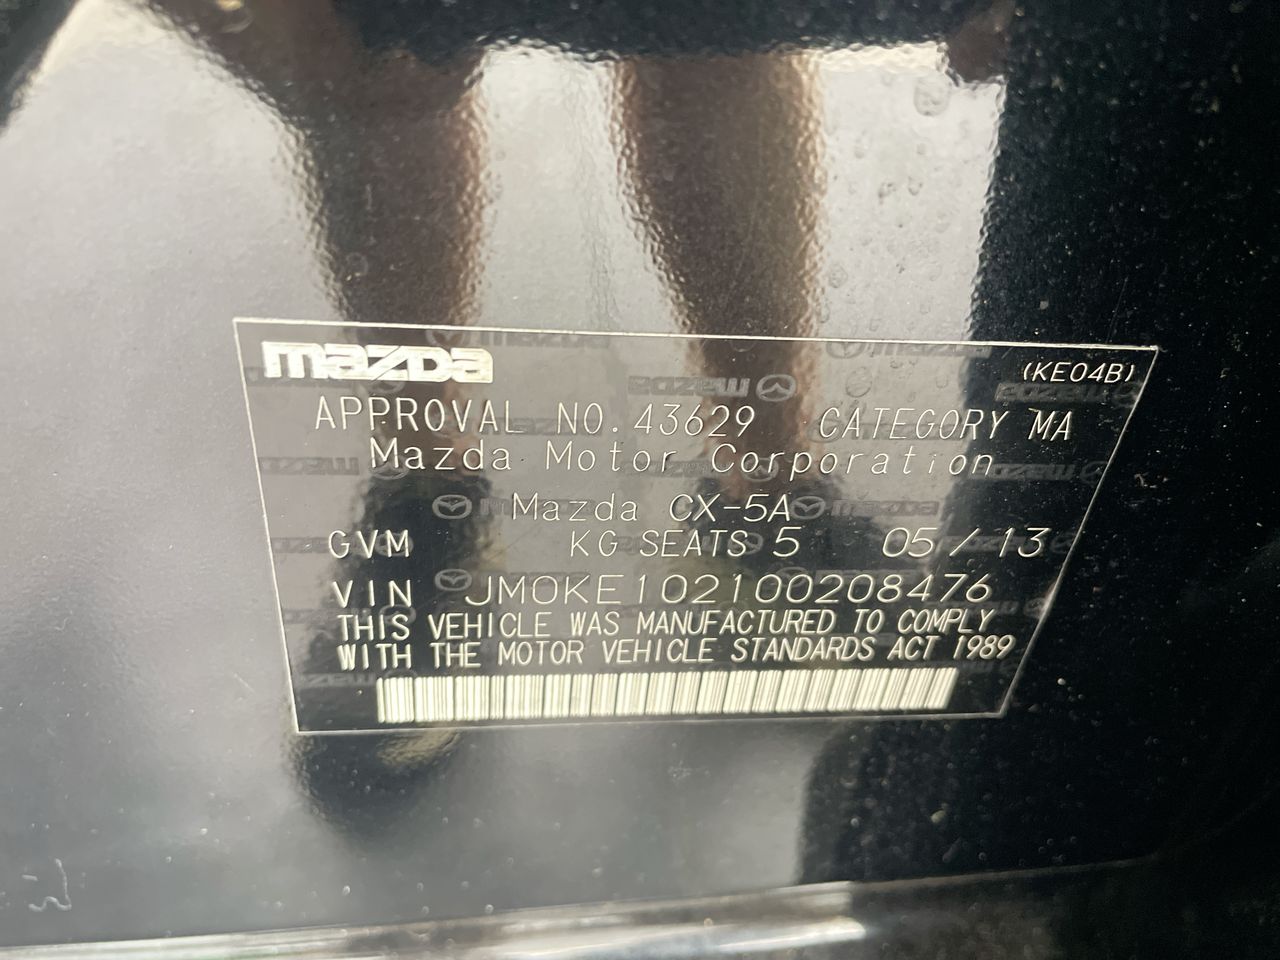 mazda
(KE04B)
APPROVAL NO. 43629 CATEGORY MA
Mazda Motor Corporation
Mazda CX-5A
GVM KG SEATS 5 05/13
VIN JM0KE102100208476
THIS VEHICLE WAS MANUFACTURED TO COMPLY
WITH THE MOTOR VEHICLE STANDARDS ACT 1989